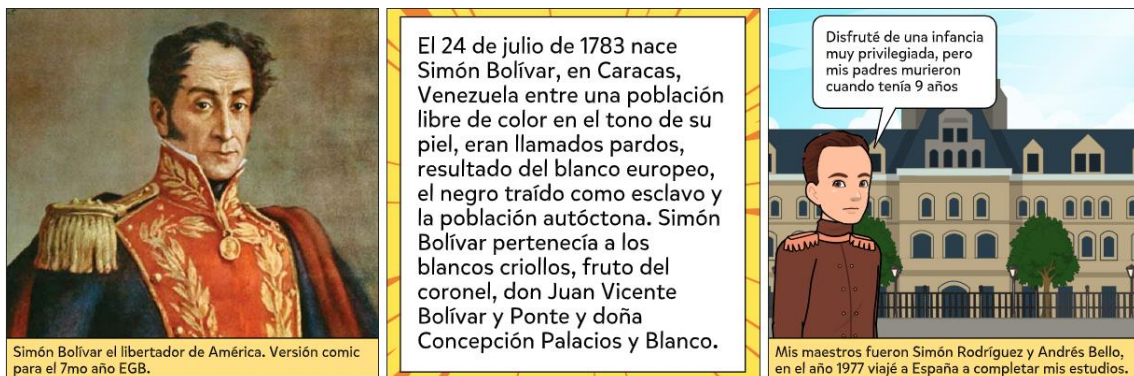 Simón Bolívar el libertador de América. Versión comic
para el 7mo año EGB.
El 24 de julio de 1783 nace
Simón Bolívar, en Caracas,
Venezuela entre una población
libre de color en el tono de su
piel, eran llamados pardos,
resultado del blanco europeo,
el negro traído como esclavo y
la población autóctona. Simón
Bolívar pertenecía a los
blancos criollos, fruto del
coronel, don Juan Vicente
Bolívar y Ponte y doña
Concepción Palacios y Blanco.
Disfruté de una infancia
muy privilegiada, pero
mis padres murieron
cuando tenía 9 años
Mis maestros fueron Simón Rodríguez y Andrés Bello,
en el año 1977 viajé a España a completar mis estudios.